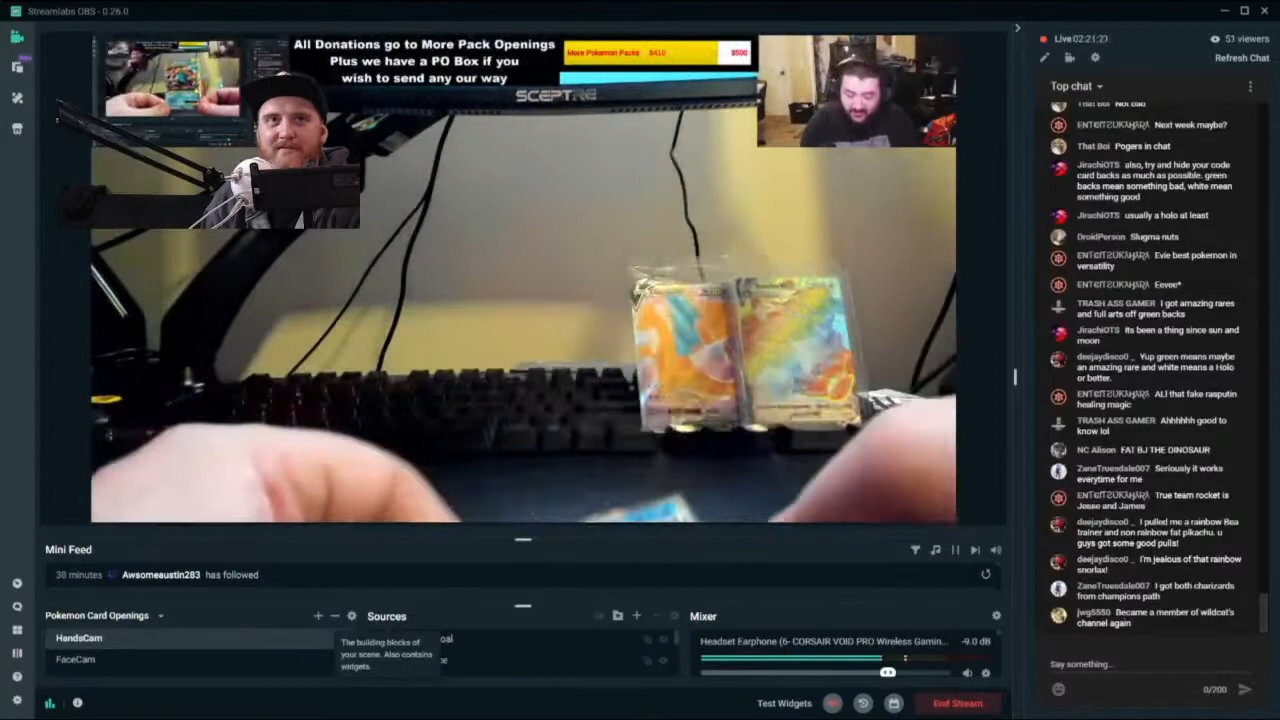 Streamlabs OBS - 0.26.0
All Donations go to More Pack Openings
Plus we have a PO Box if you
wish to send any our way
More Pokemon Packs $410 $500
SCEPTRE
Live 02:21:23 51 viewers
Refresh Chat
Top chat
That Boi Not bad
Next week maybe?
That Boi Pogers in chat
JirachiOTS also, try and hide your code
card backs as much as possible. green
backs mean something bad, white mean
something good
JirachiOTS usually a holo at least
DroidPerson Slugma nuts
Evie best pokemon in
versatility
Eevee*
TRASH ASS GAMER I got amazing rares
and full arts off green backs
JirachiOTS its been a thing since sun and
moon
deejaydisco0_ Yup green means maybe
an amazing rare and white means a Holo
or better.
ALl that fake rasputin
healing magic
TRASH ASS GAMER Ahhhhhh good to
know lol
NC Alison FAT BJ THE DINOSAUR
ZaneTruesdale007 Seriously it works
everytime for me
True team rocket is
Jesse and James
deejaydisco0_ I pulled me a rainbow Bea
trainer and non rainbow fat pikachu. u
guys got some good pulls!
deejaydisco0_ I'm jealous of that rainbow
snorlax!
ZaneTruesdale007 I got both charizards
from champions path
jwg5550 Became a member of wildcat's
channel again
Say something...
0/200
Mini Feed
38 minutes Awsomeaustin283 has followed
Pokemon Card Openings
HandsCam
FaceCam
Sources
The building blocks of
your scene. Also contains
widgets.
oal
Mixer
Headset Earphone (6- CORSAIR VOID PRO Wireless Gamin... -9.0 dB
Test Widgets
End Stream